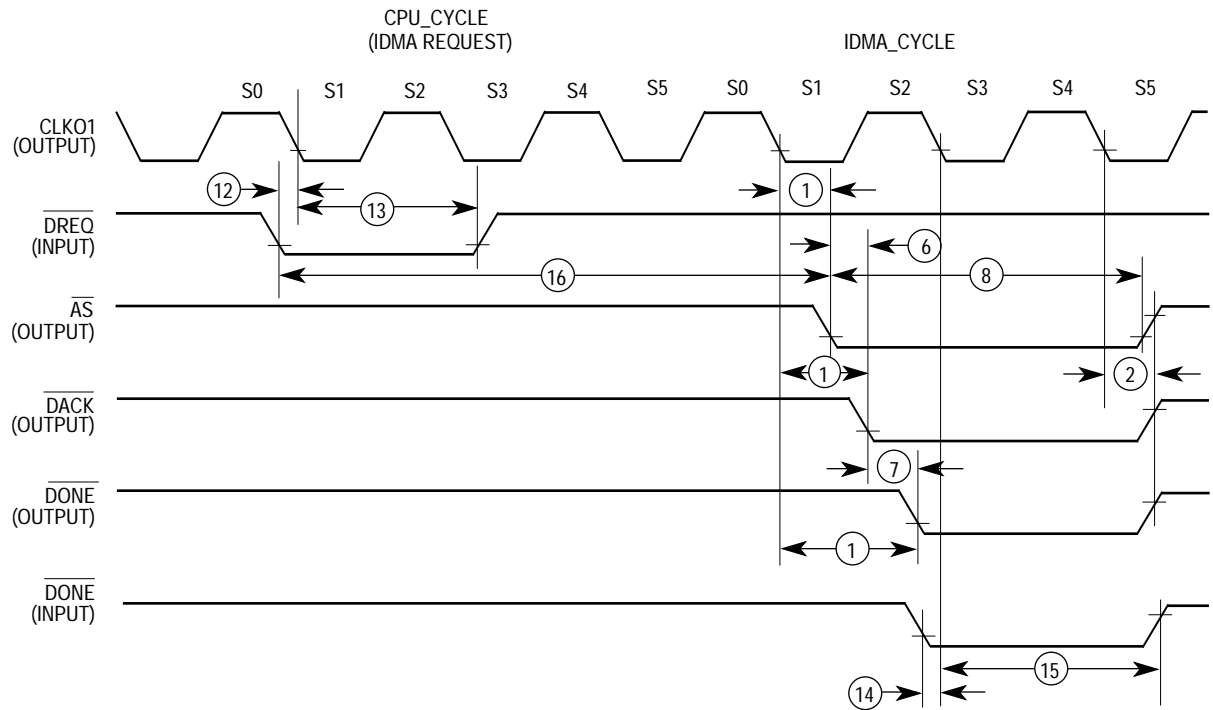 CPU_CYCLE
(IDMA REQUEST)
IDMA_CYCLE
S0 S1 S2 S3 S4 S5 S0 S1 S2 S3 S4 S5
CLKO1
(OUTPUT)
12
13
1
DREQ
(INPUT)
6
16
8
AS
(OUTPUT)
1
2
DACK
(OUTPUT)
7
DONE
(OUTPUT)
1
DONE
(INPUT)
14
15